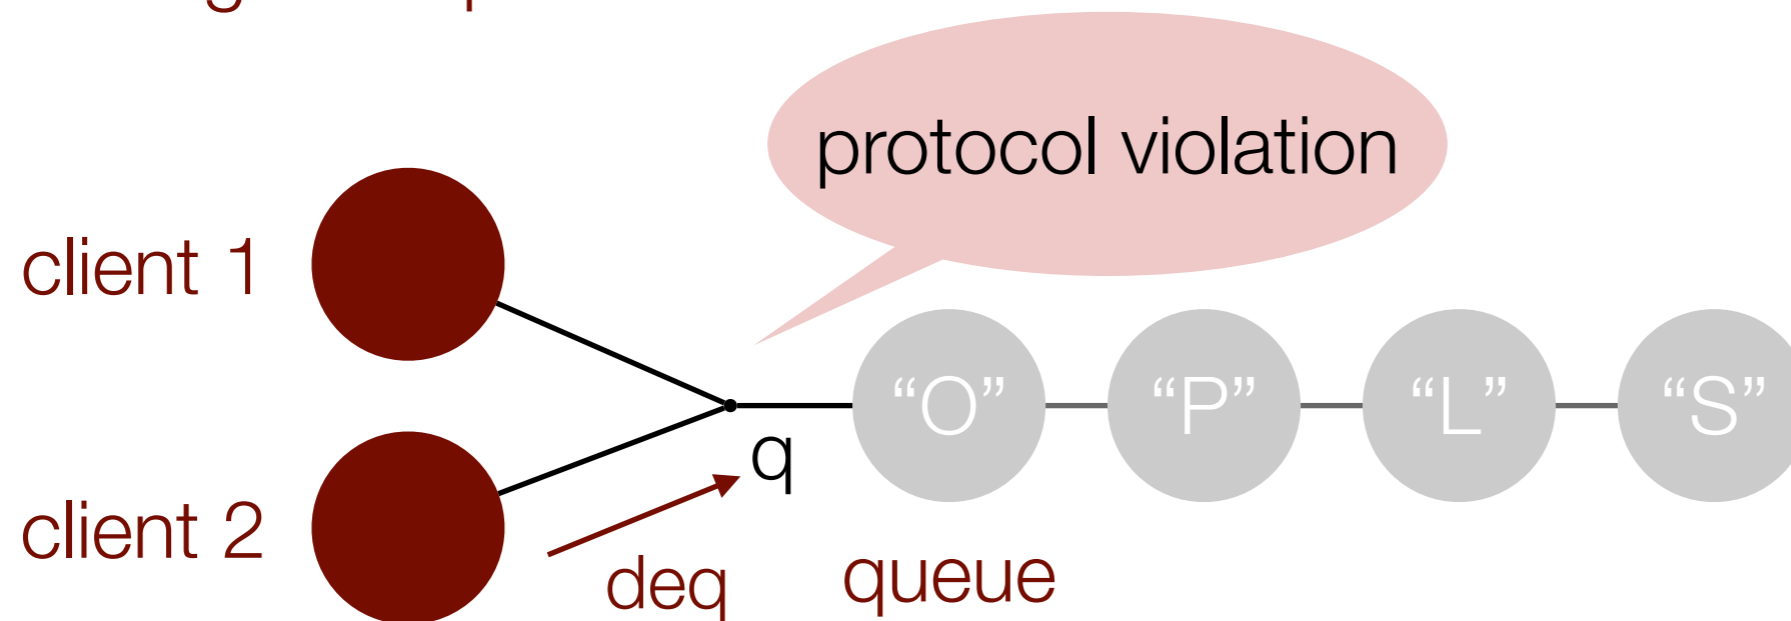 protocol violation
client 1
“O” “P” “L” “S”
q
client 2
deq
queue